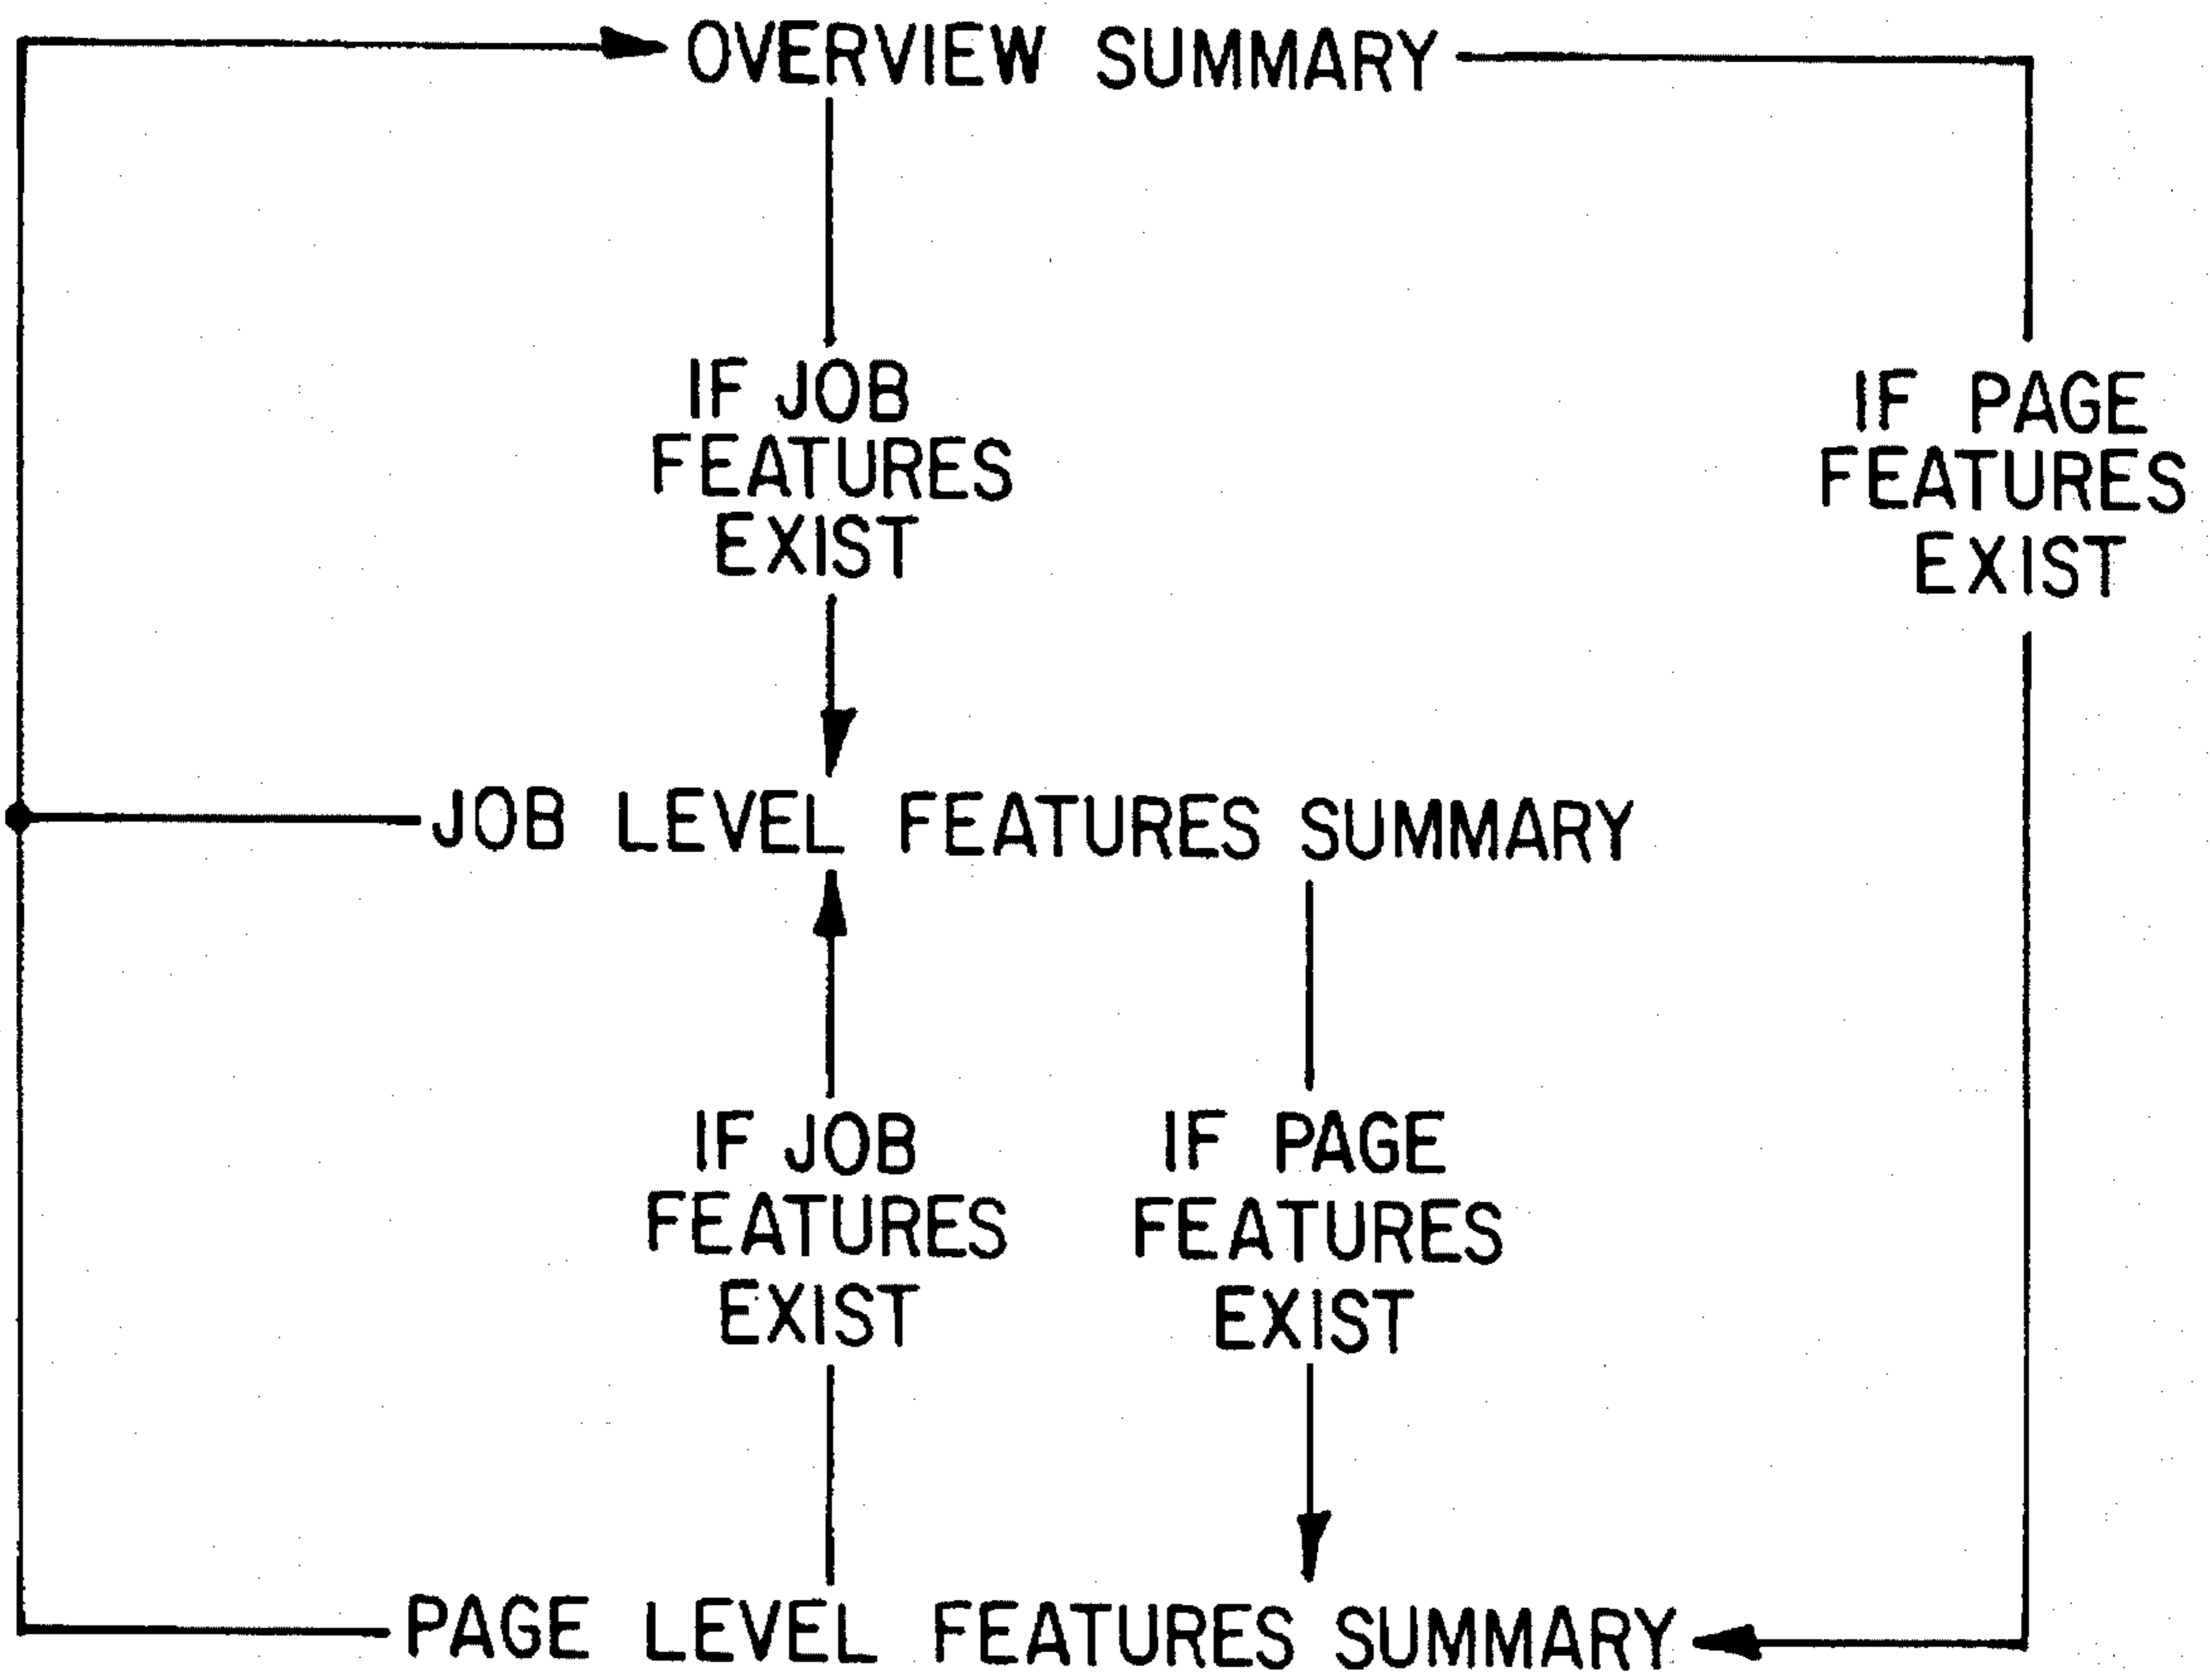 OVERVIEW SUMMARY
IF JOB
FEATURES
EXIST
IF PAGE
FEATURES
EXIST
JOB LEVEL FEATURES SUMMARY
IF JOB
FEATURES
EXIST
IF PAGE
FEATURES
EXIST
PAGE LEVEL FEATURES SUMMARY